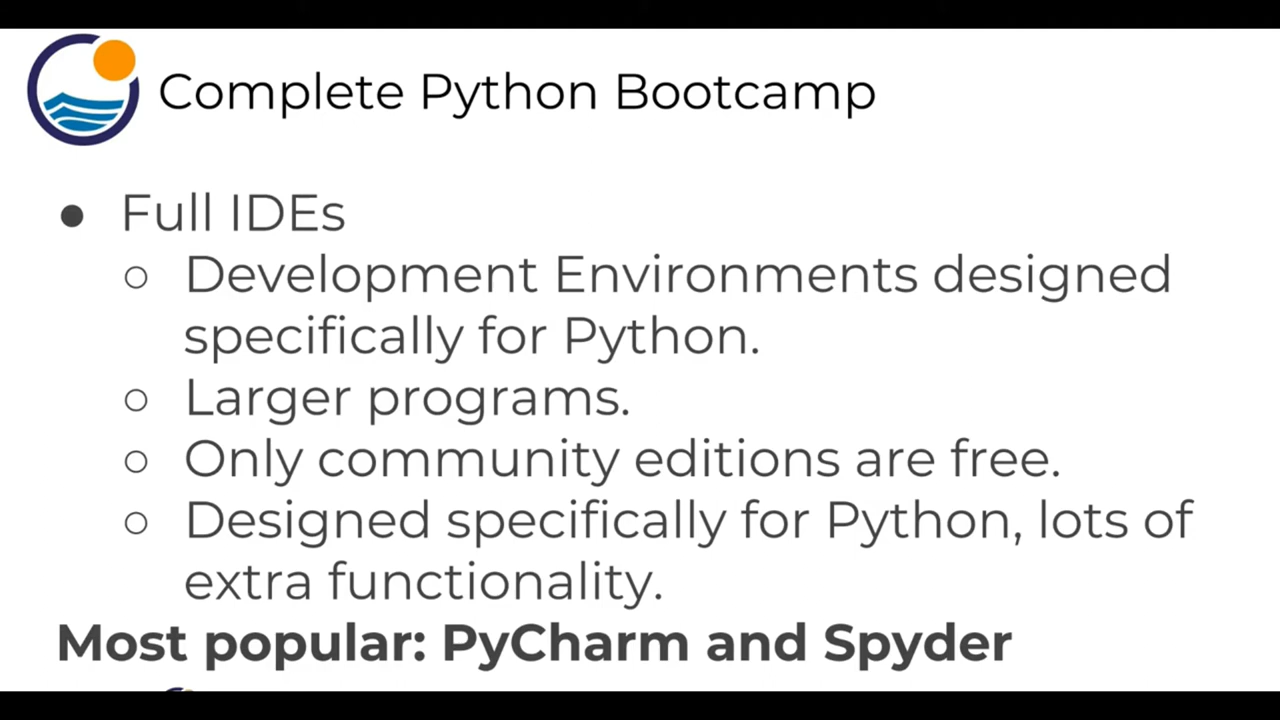 Complete Python Bootcamp
● Full IDEs
○ Development Environments designed
specifically for Python.
○ Larger programs.
○ Only community editions are free.
○ Designed specifically for Python, lots of
extra functionality.
Most popular: PyCharm and Spyder